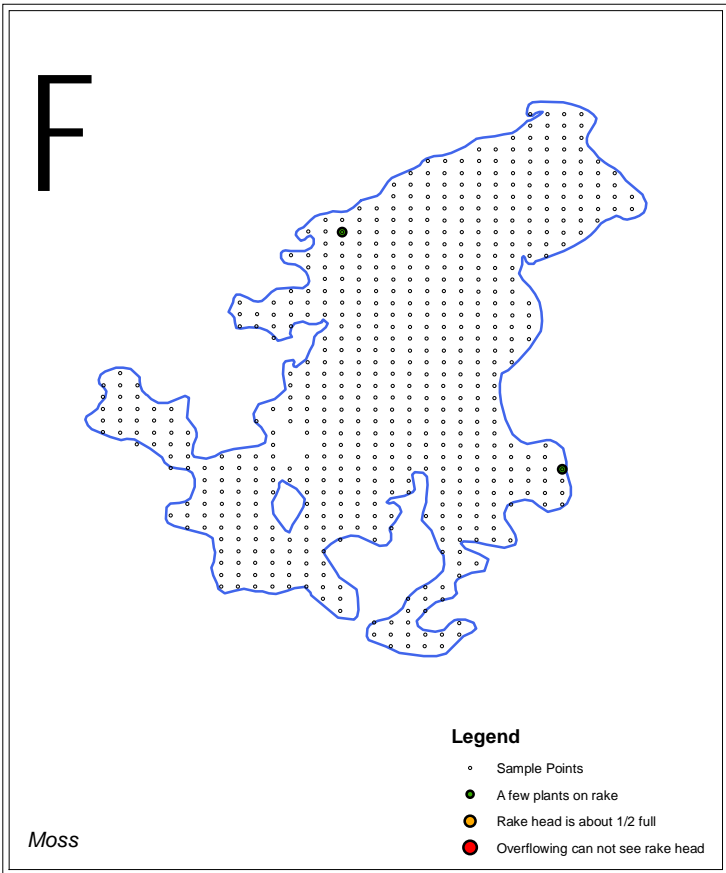 F
Legend
Sample Points
A few plants on rake
Rake head is about 1/2 full
Overflowing can not see rake head
Moss